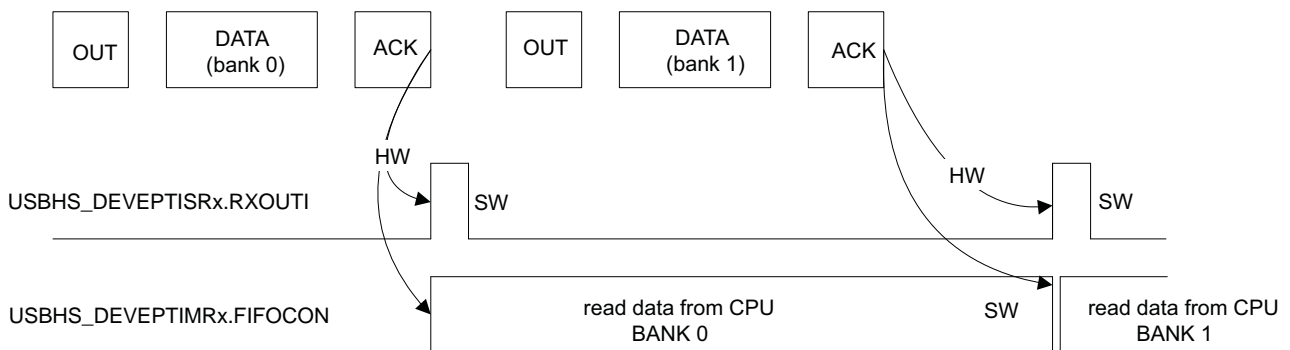 OUT
DATA
(bank 0)
ACK
OUT
DATA
(bank 1)
ACK
HW
HW
USBHS_DEVEPTISRx.RXOUTI
SW
SW
USBHS_DEVEPTIMRx.FIFOCON
read data from CPU
BANK 0
SW
read data from CPU
BANK 1